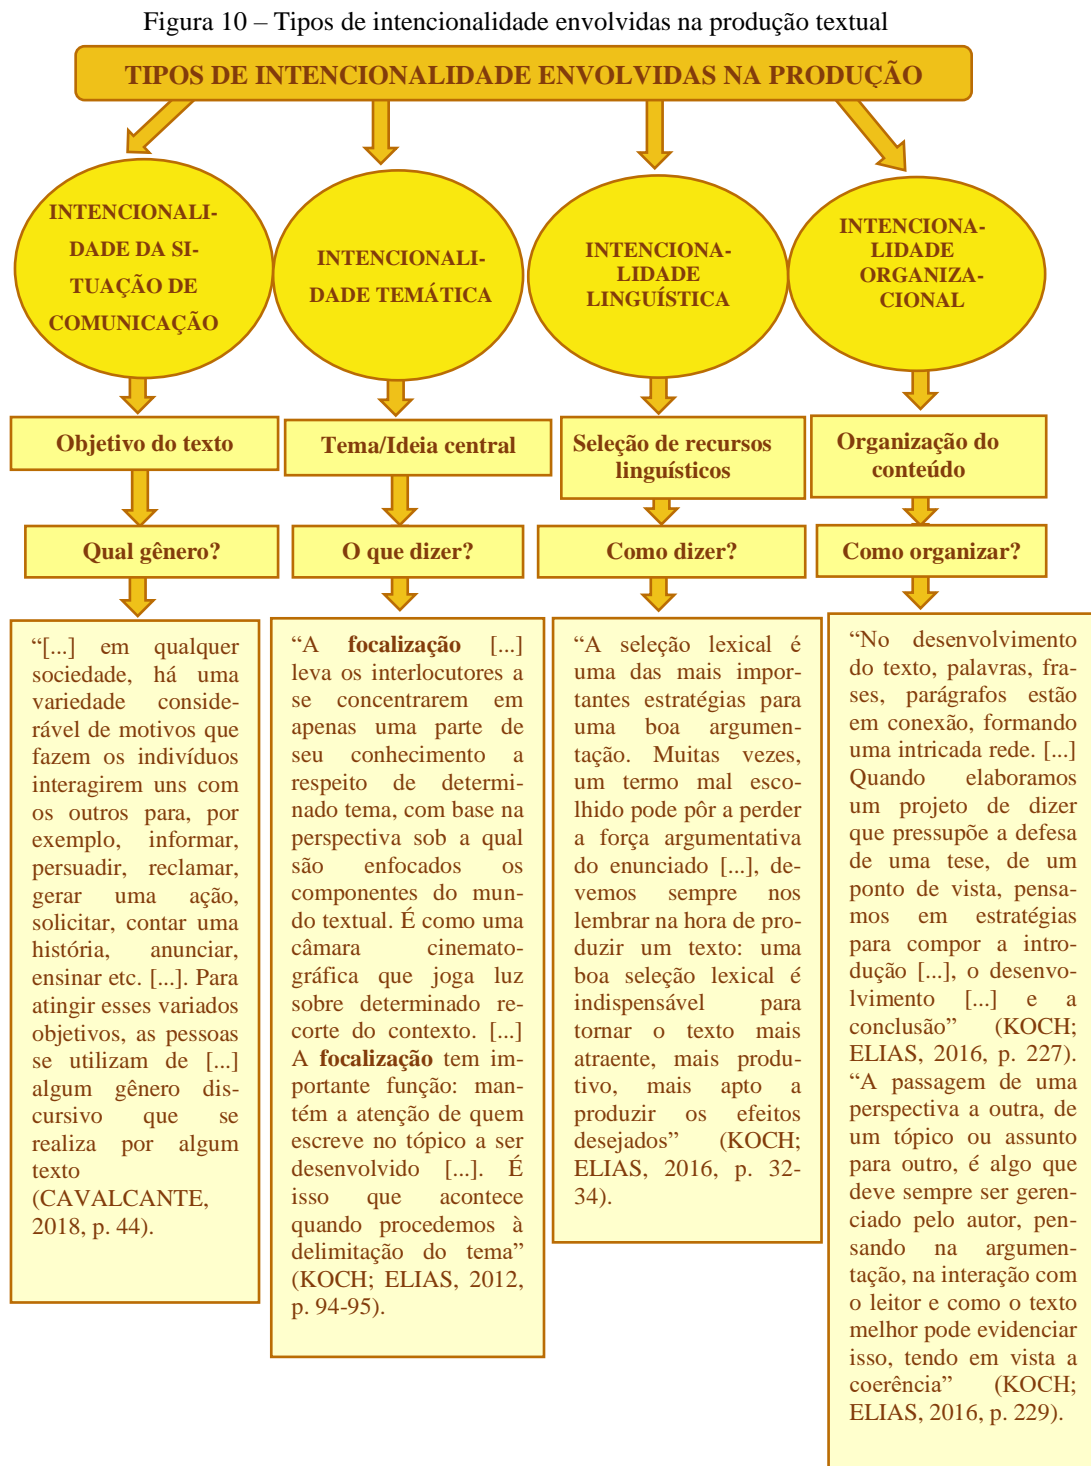 Figura 10 – Tipos de intencionalidade envolvidas na produção textual
TIPOS DE INTENCIONALIDADE ENVOLVIDAS NA PRODUÇÃO
INTENCIONALI-
DADE DA SI-
TUAÇÃO DE
COMUNICAÇÃO
INTENCIONALI-
DADE TEMÁTICA
INTENCIONA-
LIDADE
LINGUÍSTICA
INTENCIONA-
LIDADE
ORGANIZA-
CIONAL
Objetivo do texto
Tema/Ideia central
Seleção de recursos
linguísticos
Organização do
conteúdo
Qual gênero?
O que dizer?
Como dizer?
Como organizar?
“[...] em qualquer
sociedade, há uma
variedade conside-
rável de motivos que
fazem os indivíduos
interagirem uns com
os outros para, por
exemplo, informar,
persuadir, reclamar,
gerar uma ação,
solicitar, contar uma
história, anunciar,
ensinar etc. [...]. Para
atingir esses variados
objetivos, as pessoas
se utilizam de [...]
algum gênero dis-
cursivo que se
realiza por algum
texto
(CAVALCANTE,
2018, p. 44).
“A focalização [...]
leva os interlocutores a
se concentrarem em
apenas uma parte de
seu conhecimento a
respeito de determi-
nado tema, com base na
perspectiva sob a qual
são enfocados os
componentes do mun-
do textual. É como uma
câmara cinemato-
gráfica que joga luz
sobre determinado re-
corte do contexto. [...]
A focalização tem im-
portante função: man-
tém a atenção de quem
escreve no tópico a ser
desenvolvido [...]. É
isso que acontece
quando procedemos à
delimitação do tema”
(KOCH; ELIAS, 2012,
p. 94-95).
“A seleção lexical é
uma das mais impor-
tantes estratégias para
uma boa argumen-
tação. Muitas vezes,
um termo mal esco-
lhido pode pôr a perder
a força argumentativa
do enunciado [...], de-
vemos sempre nos
lembrar na hora de pro-
duzir um texto: uma
boa seleção lexical é
indispensável para
tornar o texto mais
atraente, mais produ-
tivo, mais apto a
produzir os efeitos
desejados” (KOCH;
ELIAS, 2016, p. 32-
34).
“No desenvolvimento
do texto, palavras, fra-
ses, parágrafos estão
em conexão, formando
uma intricada rede. [...]
Quando elaboramos
um projeto de dizer
que pressupõe a defesa
de uma tese, de um
ponto de vista, pensa-
mos em estratégias
para compor a intro-
dução [...], o desenvo-
lvimento [...] e a
conclusão” (KOCH;
ELIAS, 2016, p. 227).
“A passagem de uma
perspectiva a outra, de
um tópico ou assunto
para outro, é algo que
deve sempre ser geren-
ciado pelo autor, pen-
sando na argumen-
tação, na interação com
o leitor e como o texto
melhor pode evidenciar
isso, tendo em vista a
coerência” (KOCH;
ELIAS, 2016, p. 229).